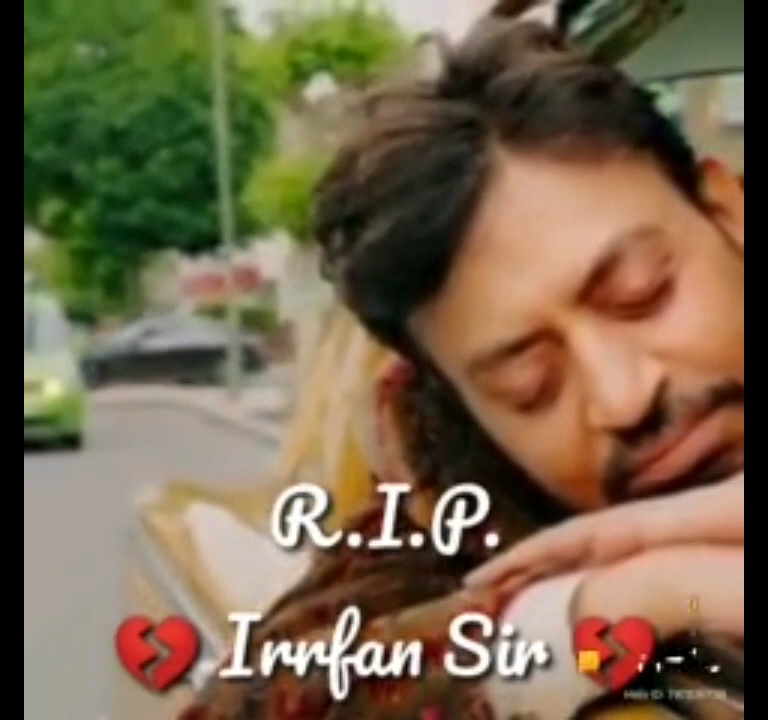 R.I.P.
💔 Irrfan Sir 💔